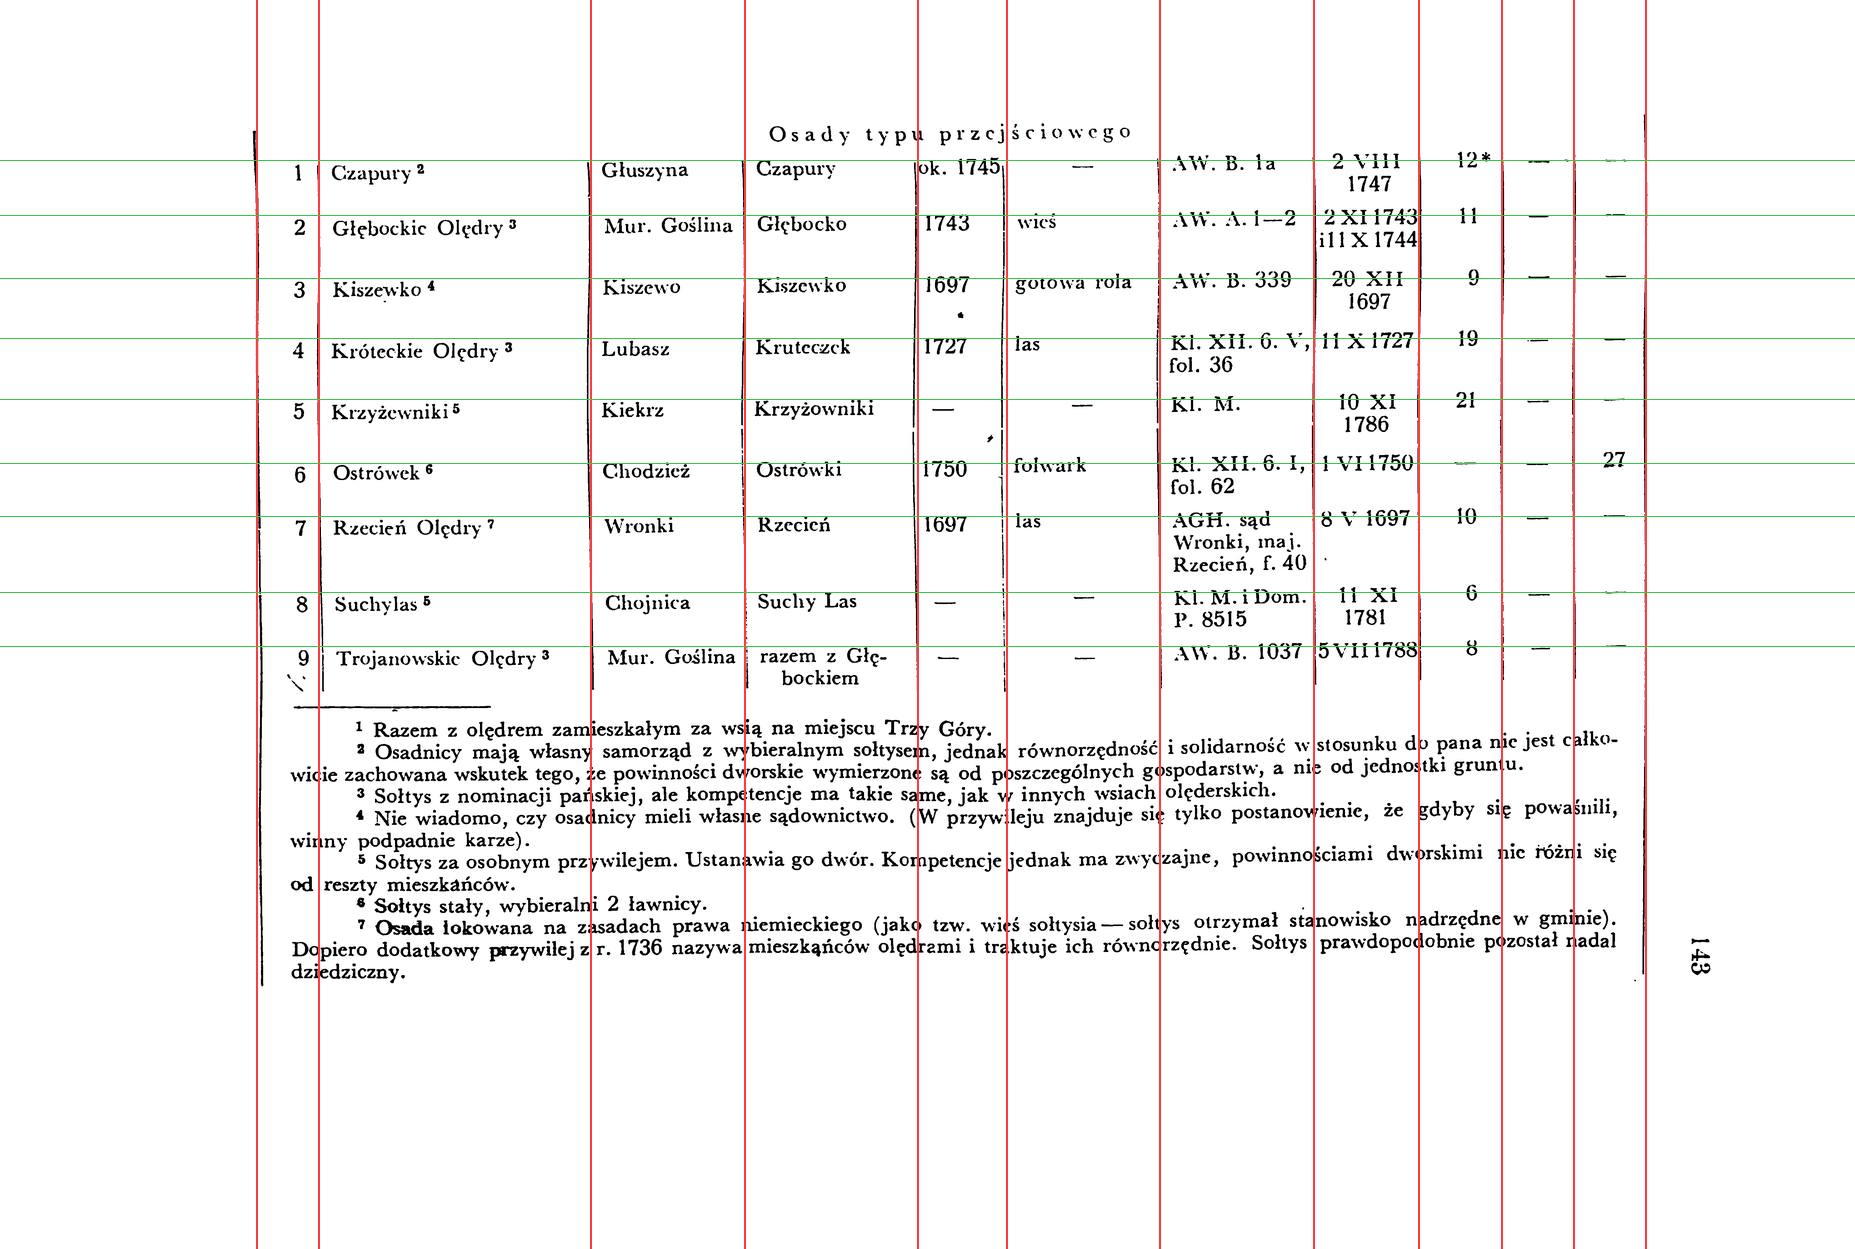 Osady typu przejściowego
1 Czapury ² Głuszyna Czapury ok. 1745 — AW. B. 1a 2 VIII 12* — —
1747
2 Głębockie Olędry ³ Mur. Goślina Głębocko 1743 wieś AW. A. 1—2 2 XI 1743 11 — —
i 11 X 1744
3 Kiszewko ⁴ Kiszewo Kiszewko 1697 gotowa rola AW. B. 339 20 XII 9 — —
1697
4 Króteckie Olędry ³ Lubasz Kruteczek 1727 las Kl. XII. 6. V, 11 X 1727 19 — —
fol. 36
5 Krzyżewniki ⁵ Kiekrz Krzyżowniki — — Kl. M. 10 XI 21 — —
1786
6 Ostrówek ⁶ Chodzież Ostrówki 1750 folwark Kl. XII. 6. I, 1 VI 1750 — — 27
fol. 62
7 Rzecień Olędry ⁷ Wronki Rzecień 1697 las AGH. sąd 8 V 1697 10 — —
Wronki, maj.
Rzecień, f. 40
8 Suchylas ⁵ Chojnica Suchy Las — — Kl. M. i Dom. 11 XI 6 — —
P. 8515 1781
9 Trojanowskie Olędry ³ Mur. Goślina razem z Głę- — — AW. B. 1037 5 VII 1788 8 — —
bockiem
¹ Razem z olędrem zamieszkałym za wsią na miejscu Trzy Góry.
² Osadnicy mają własny samorząd z wybieralnym sołtysem, jednak równorzędność i solidarność w stosunku do pana nie jest całko-
wicie zachowana wskutek tego, że powinności dworskie wymierzone są od poszczególnych gospodarstw, a nie od jednostki gruntu.
³ Sołtys z nominacji pańskiej, ale kompetencje ma takie same, jak w innych wsiach olęderskich.
⁴ Nie wiadomo, czy osadnicy mieli własne sądownictwo. (W przywileju znajduje się tylko postanowienie, że gdyby się powaśnili,
winny podpadnie karze).
⁵ Sołtys za osobnym przywilejem. Ustanawia go dwór. Kompetencje jednak ma zwyczajne, powinnościami dworskimi nie różni się
od reszty mieszkańców.
⁶ Sołtys stały, wybieralni 2 ławnicy.
⁷ Osada lokowana na zasadach prawa niemieckiego (jako tzw. wieś sołtysia — sołtys otrzymał stanowisko nadrzędne w gminie).
Dopiero dodatkowy przywilej z r. 1736 nazywa mieszkańców olędrami i traktuje ich równorzędnie. Sołtys prawdopodobnie pozostał nadal
dziedziczny.
143